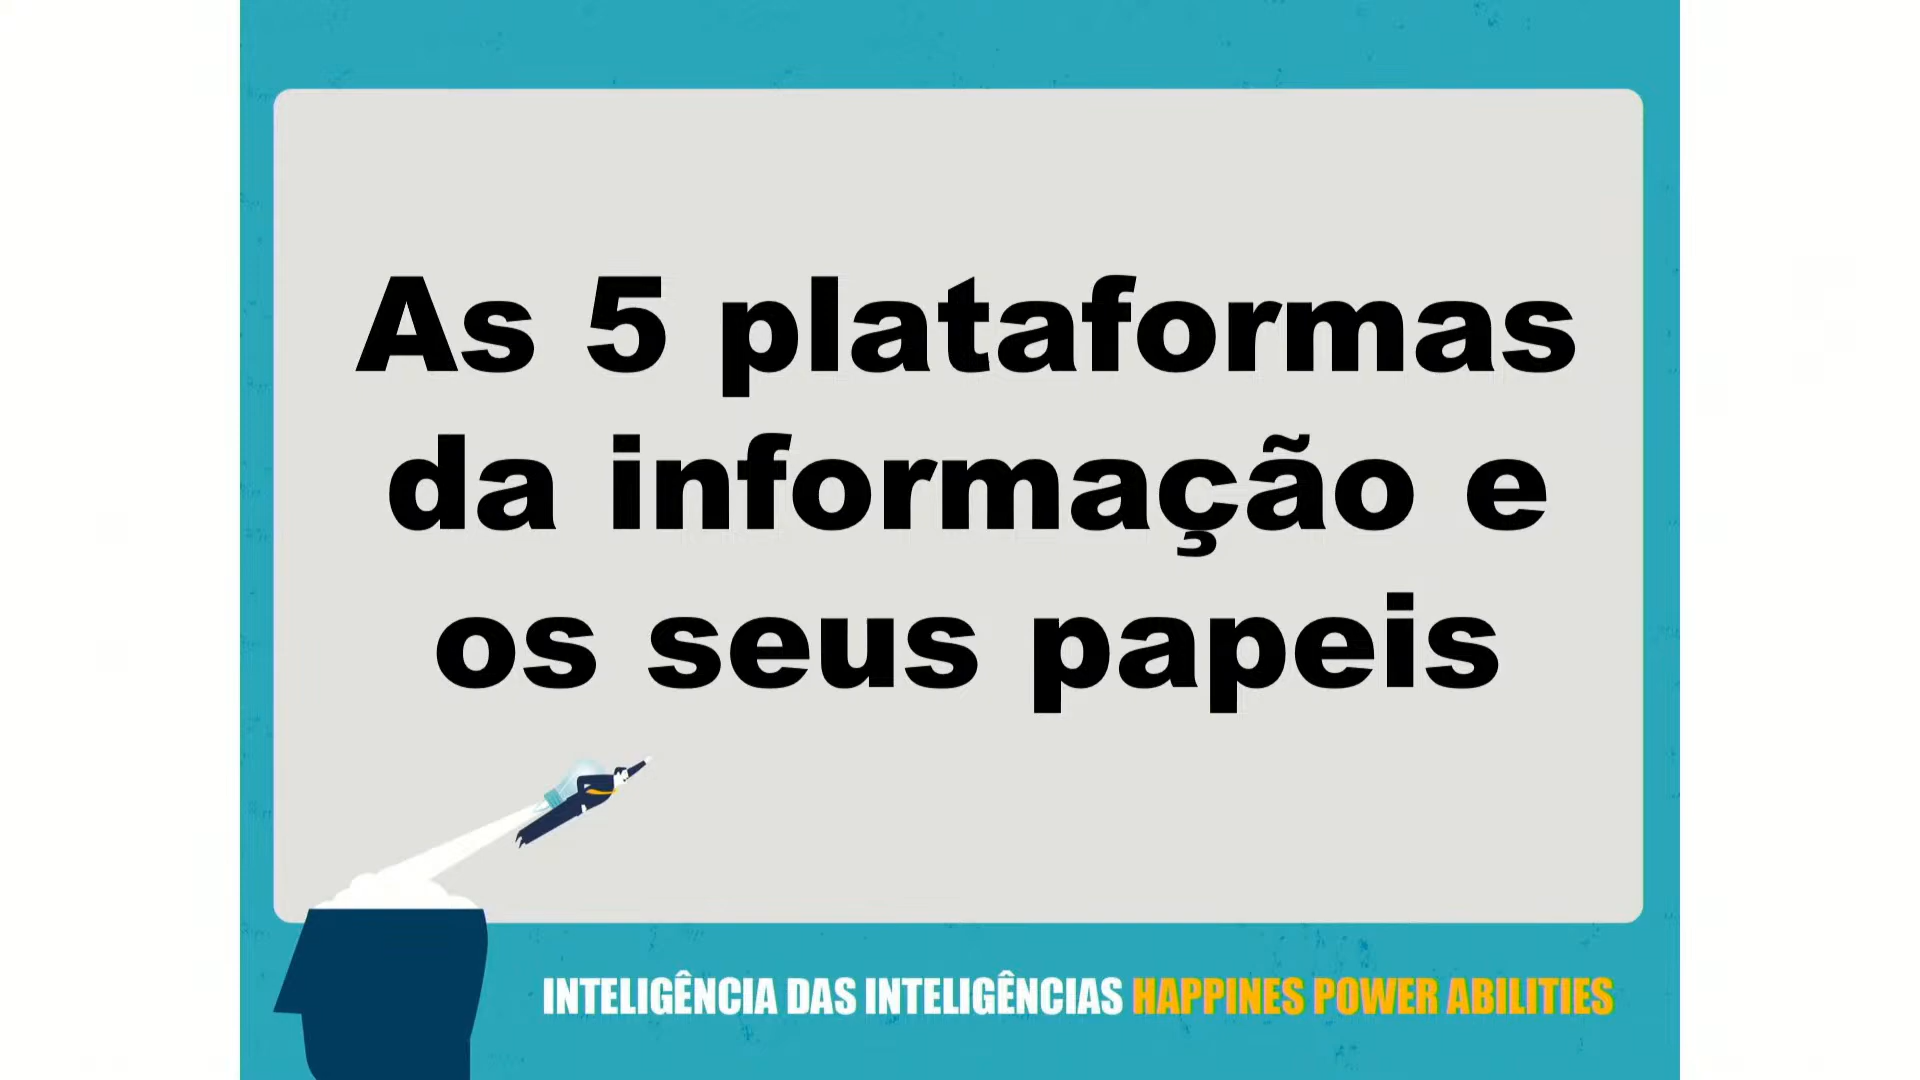 As 5 plataformas
da informação e
os seus papeis
INTELIGÊNCIA DAS INTELIGÊNCIAS HAPPINES POWER ABILITIES